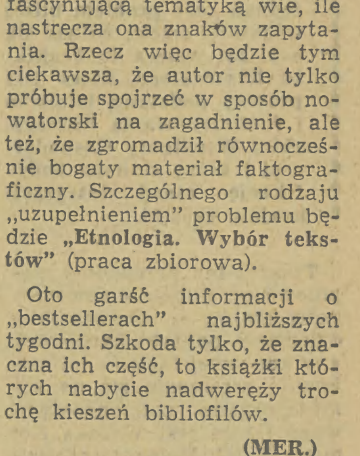 fascynującą tematyką wie, ile
nastręcza ona znaków zapyta-
nia. Rzecz więc będzie tym
ciekawsza, że autor nie tylko
próbuje spojrzeć w sposób no-
watorski na zagadnienie, ale
też, że zgromadził równocześ-
nie bogaty materiał faktogra-
ficzny. Szczególnego rodzaju
„uzupełnieniem” problemu bę-
dzie „Etnologia. Wybór teks-
tów” (praca zbiorowa).
Oto garść informacji o
„bestsellerach” najbliższych
tygodni. Szkoda tylko, że zna-
czna ich część, to książki któ-
rych nabycie nadweręży tro-
chę kieszeń bibliofilów.
(MER.)